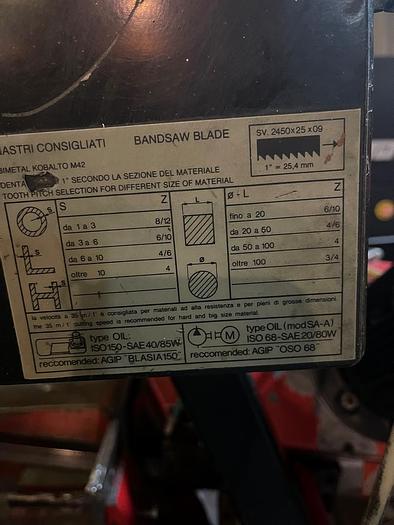 NASTRI CONSIGLIATI BANDSAW BLADE
SV. 2450x25x09
1" = 25,4 mm
BIMETAL KOBALTO M42
DENTA 1" SECONDO LA SEZIONE DEL MATERIALE
TOOTH PITCH SELECTION FOR DIFFERENT SIZE OF MATERIAL
S
S Z
da 1 a 3 8/12
da 3 a 6 6/10
da 6 a 10 4/6
oltre 10 4
S
S
L
Ø
Ø - L Z
fino a 20 6/10
da 20 a 50 4/6
da 50 a 100 4
oltre 100 3/4
la velocità a 35 m/1' è consigliata per materiali ad alta resistenza e per pieni di grosse dimensioni.
the 35 m/1' cutting speed is recommended for hard and big size material.
type OIL:
ISO150-SAE40/85W
reccomended: AGIP "BLASIA150"
M
type OIL (mod SA-A)
ISO 68-SAE20/80W
reccomended: AGIP "OSO 68"